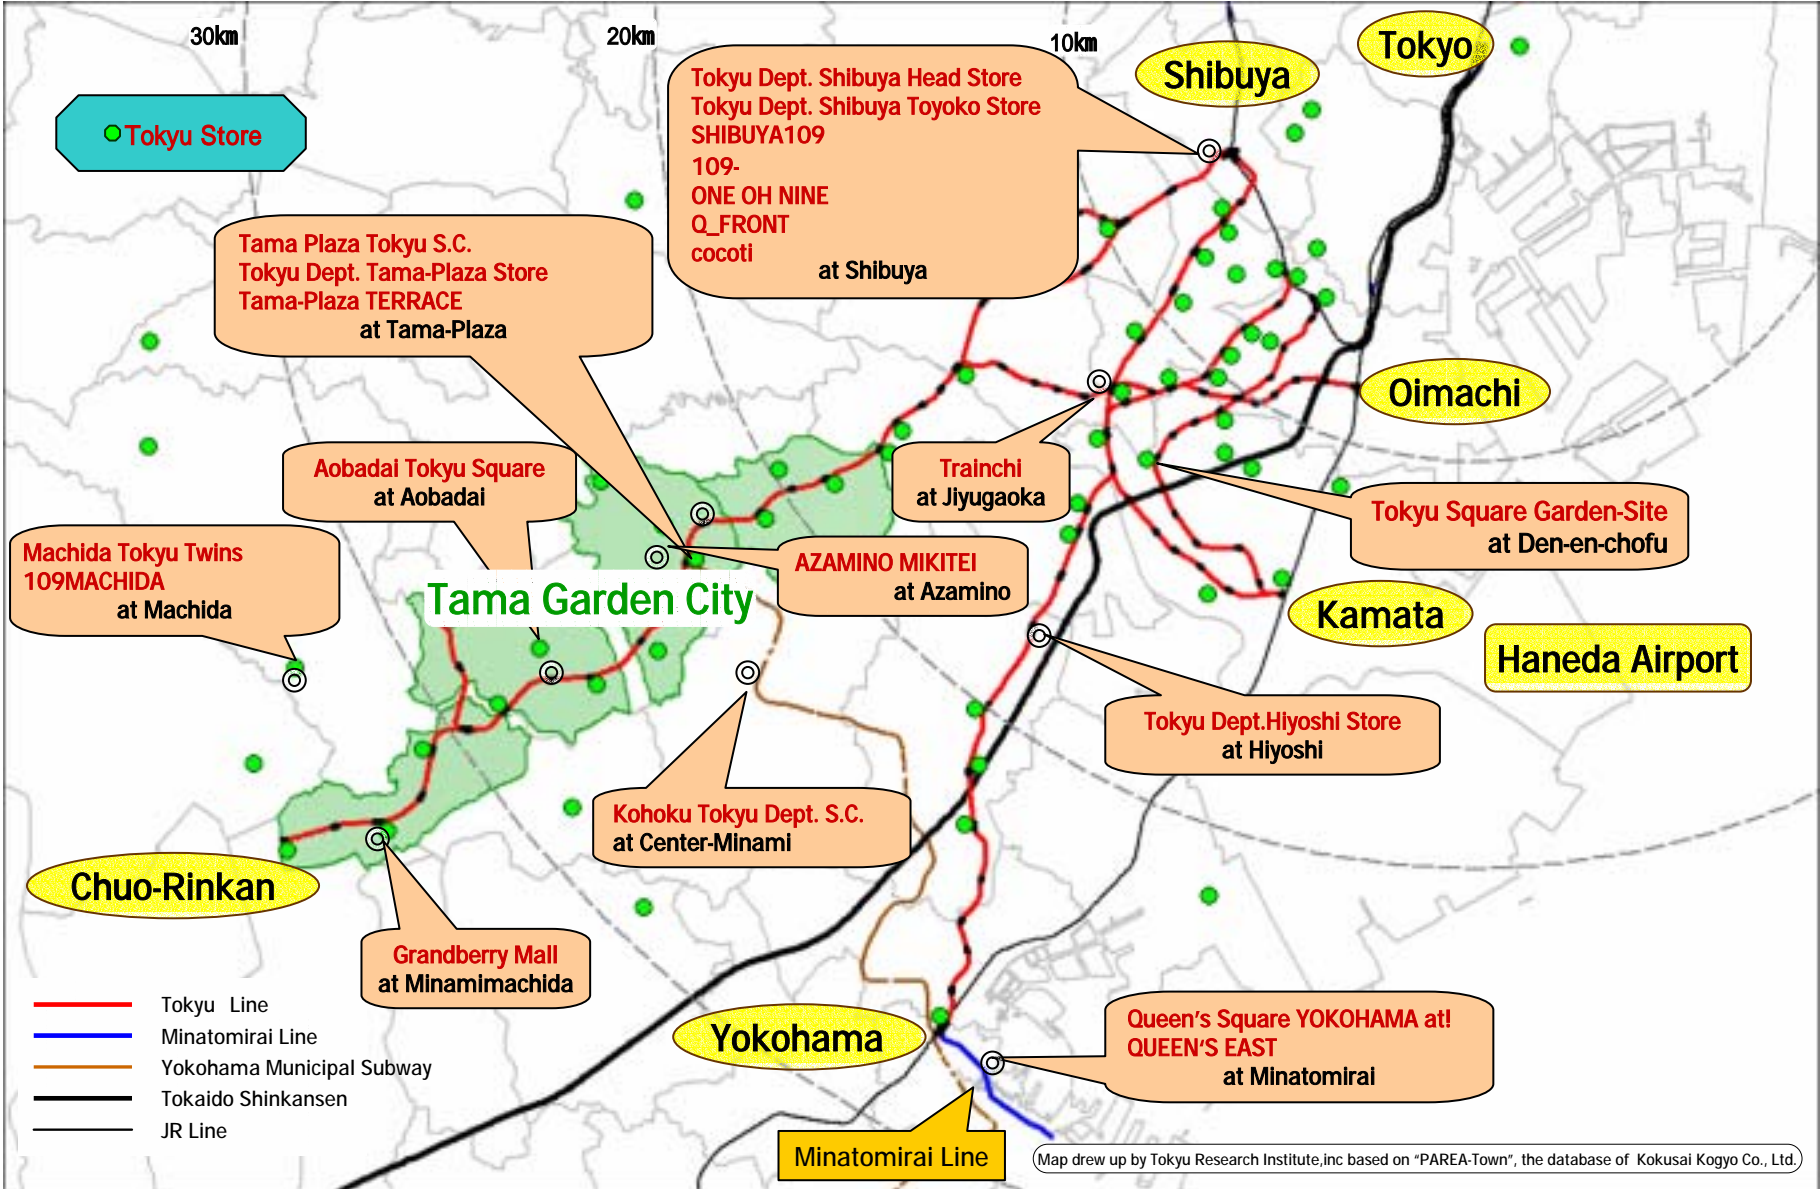 30km
20km
10km
Tokyo
Shibuya
Tokyu Store
Tokyu Dept. Shibuya Head Store
Tokyu Dept. Shibuya Toyoko Store
SHIBUYA109
109-
ONE OH NINE
Q_FRONT
cocoti
at Shibuya
Tama Plaza Tokyu S.C.
Tokyu Dept. Tama-Plaza Store
Tama-Plaza TERRACE
at Tama-Plaza
Oimachi
Aobadai Tokyu Square
at Aobadai
Trainchi
at Jiyugaoka
Tokyu Square Garden-Site
at Den-en-chofu
Machida Tokyu Twins
109MACHIDA
at Machida
AZAMINO MIKITEI
at Azamino
Tama Garden City
Kamata
Haneda Airport
Tokyu Dept.Hiyoshi Store
at Hiyoshi
Kohoku Tokyu Dept. S.C.
at Center-Minami
Chuo-Rinkan
Grandberry Mall
at Minamimachida
Tokyu Line
Minatomirai Line
Yokohama Municipal Subway
Tokaido Shinkansen
JR Line
Yokohama
Queen's Square YOKOHAMA at!
QUEEN'S EAST
at Minatomirai
Minatomirai Line
Map drew up by Tokyu Research Institute,inc based on "PAREA-Town", the database of Kokusai Kogyo Co., Ltd.